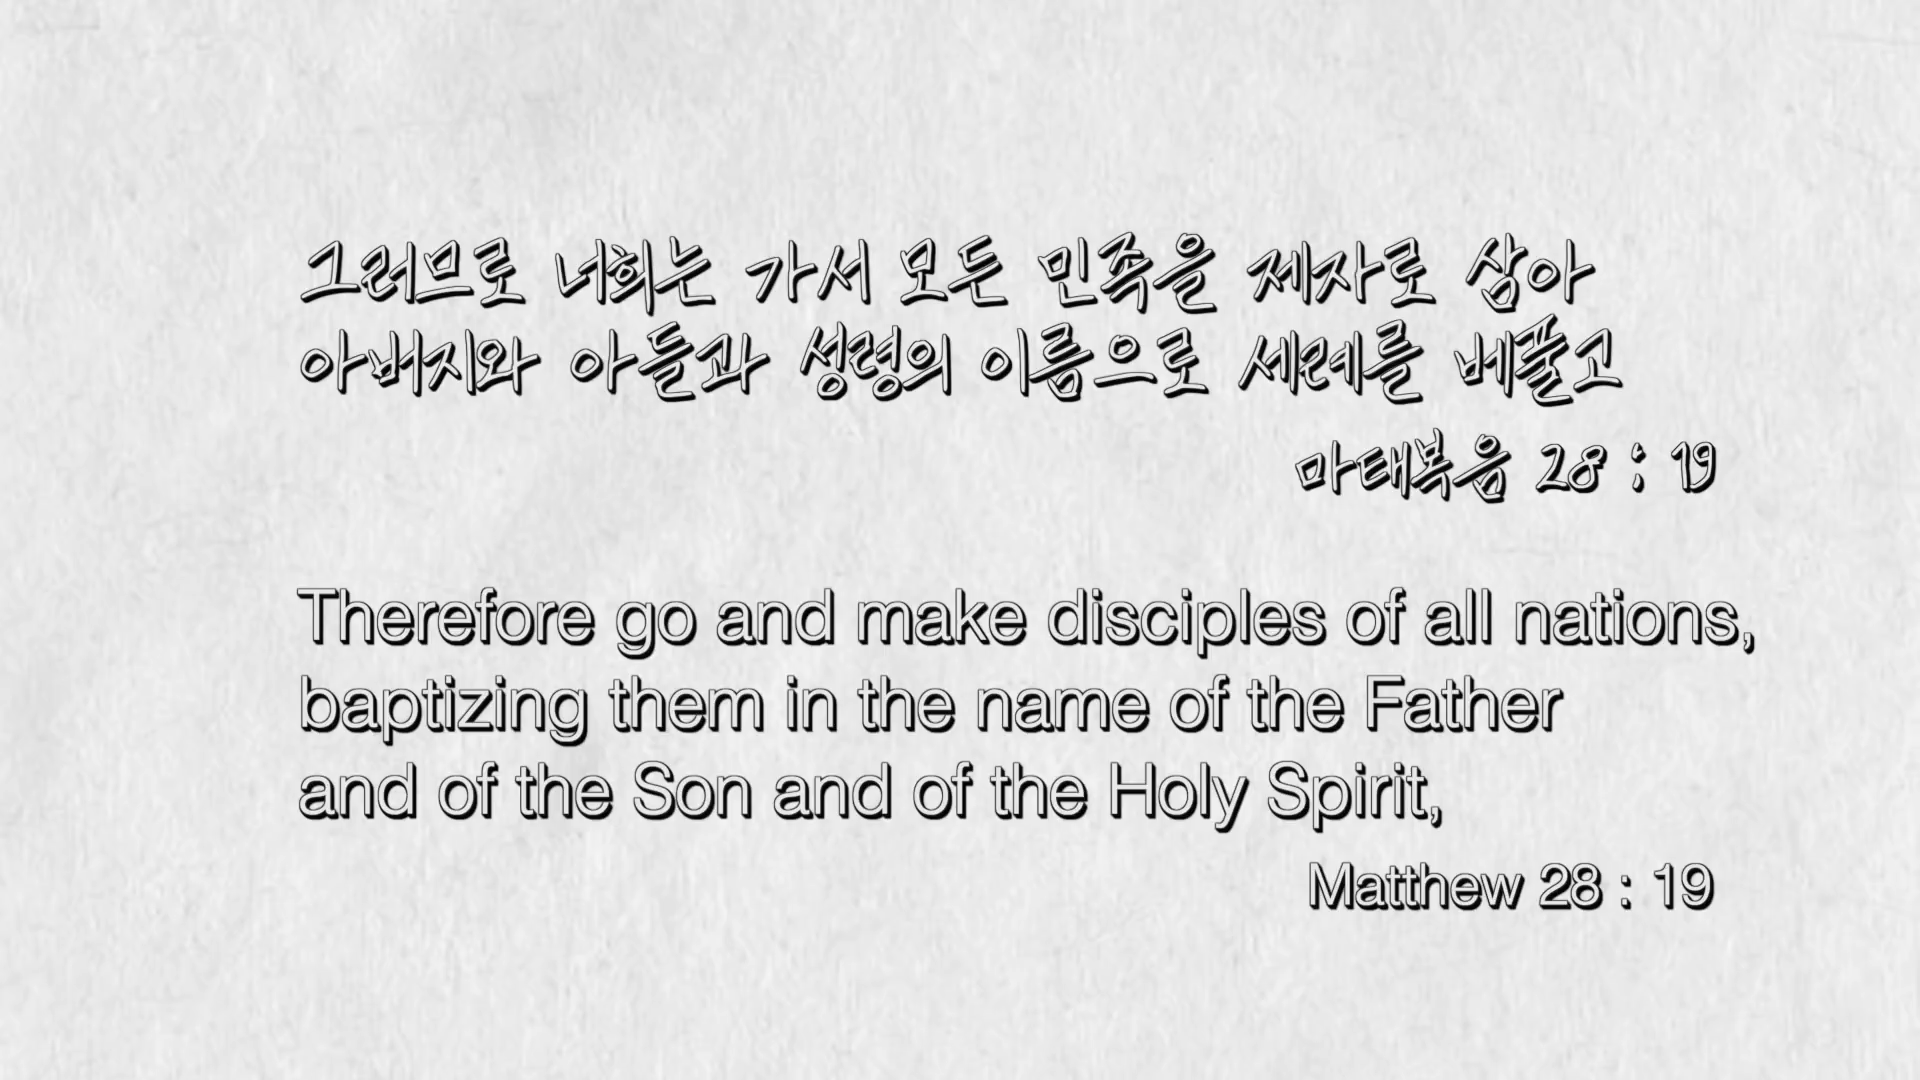 그러므로 너희는 가서 모든 민족을 제자로 삼아
아버지와 아들과 성령의 이름으로 세례를 베풀고
마태복음 28 : 19
Therefore go and make disciples of all nations,
baptizing them in the name of the Father
and of the Son and of the Holy Spirit,
Matthew 28 : 19